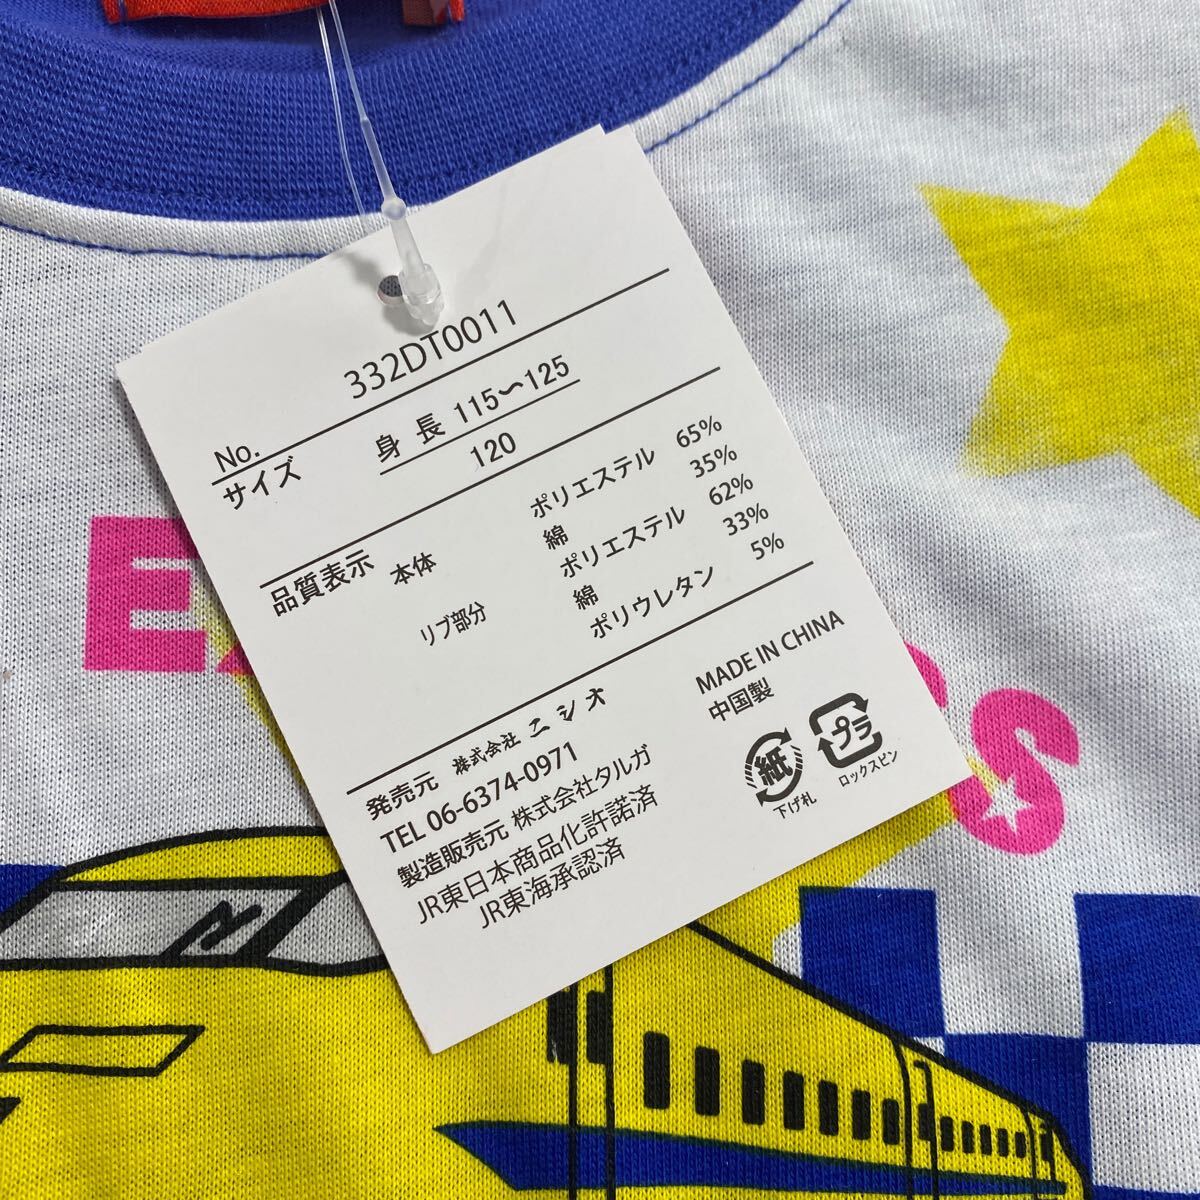 No. 332DT0011
サイズ 身長 115〜125
120
品質表示 本体 ポリエステル 65%
綿 35%
リブ部分 ポリエステル 62%
綿 33%
ポリウレタン 5%
発売元 株式会社 ニシオ
TEL 06-6374-0971
製造販売元 株式会社タルガ
JR東日本商品化許諾済
JR東海承認済
MADE IN CHINA
中国製
紙
下げ札
プラ
ロックスピン